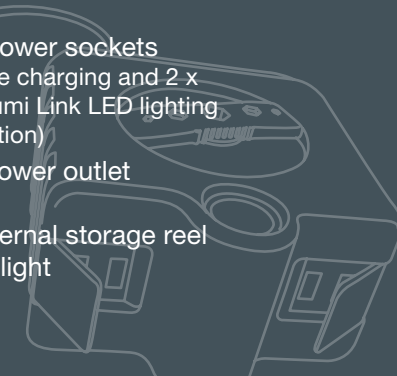 ower sockets
e charging and 2 x
umi Link LED lighting
tion)
ower outlet
ernal storage reel
light